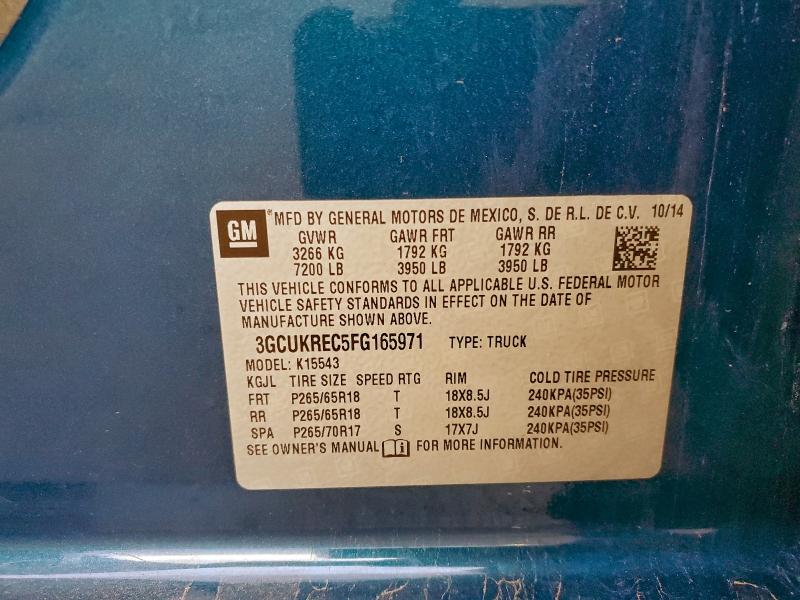 GM
® MFD BY GENERAL MOTORS DE MEXICO, S. DE R.L. DE C.V. 10/14
GVWR GAWR FRT GAWR RR
3266 KG 1792 KG 1792 KG
7200 LB 3950 LB 3950 LB
THIS VEHICLE CONFORMS TO ALL APPLICABLE U.S. FEDERAL MOTOR
VEHICLE SAFETY STANDARDS IN EFFECT ON THE DATE OF
MANUFACTURE SHOWN ABOVE.
3GCUKREC5FG165971 TYPE: TRUCK
MODEL: K15543
KGJL TIRE SIZE SPEED RTG RIM COLD TIRE PRESSURE
FRT P265/65R18 T 18X8.5J 240KPA(35PSI)
RR P265/65R18 T 18X8.5J 240KPA(35PSI)
SPA P265/70R17 S 17X7J 240KPA(35PSI)
SEE OWNER'S MANUAL i FOR MORE INFORMATION.